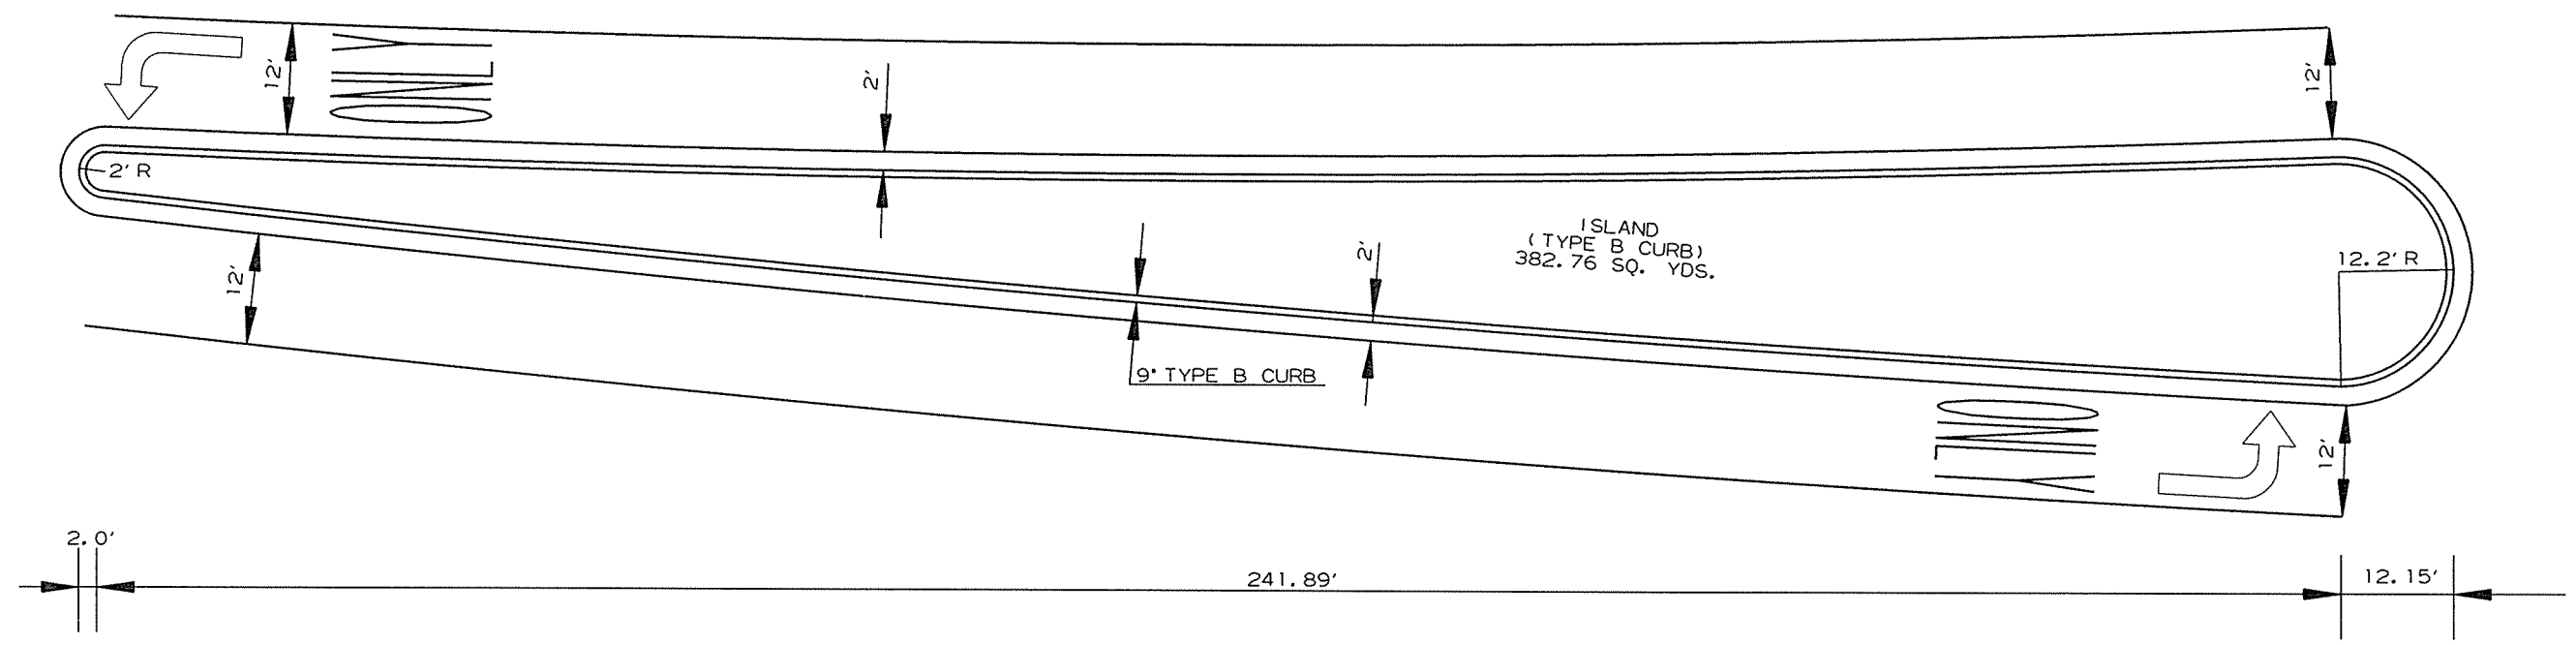 12'
2'
12'
2' R
ISLAND
(TYPE B CURB)
382.76 SQ. YDS.
2'
12.2' R
12'
9" TYPE B CURB
ONLY
ONLY
12'
2.0'
241.89'
12.15'